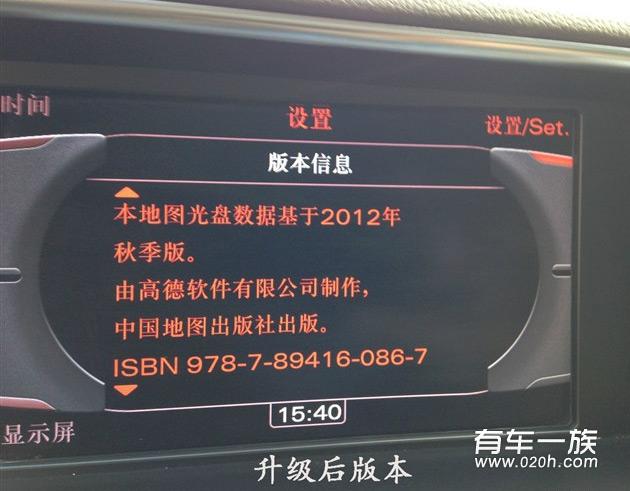 时间
设置
设置/Set.
版本信息
本地图光盘数据基于2012年
秋季版。
由高德软件有限公司制作,
中国地图出版社出版。
ISBN 978-7-89416-086-7
15:40
显示屏
升级后版本
有车一族
www.020h.com